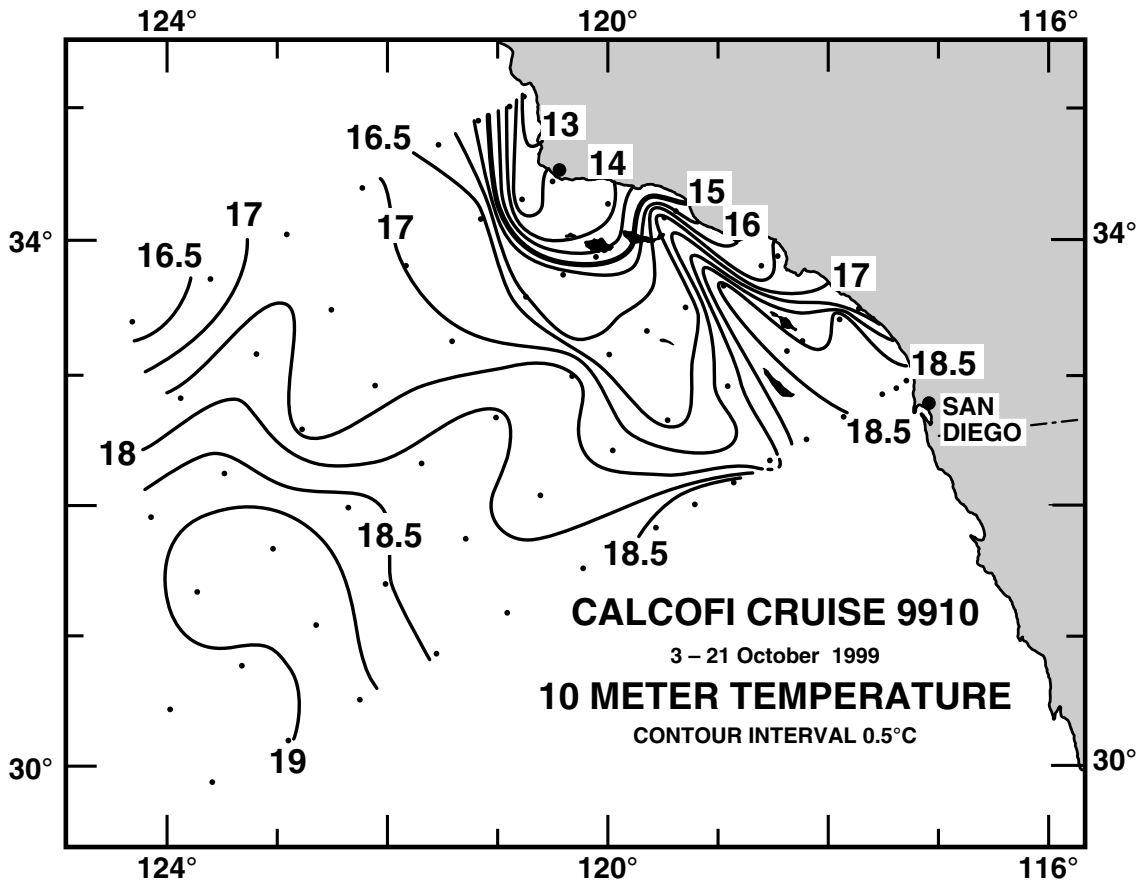 124° 120° 116°
13
16.5
14
15
17 17 16
34° 34°
16.5
17
18.5
SAN
DIEGO
18.5
18
18.5
18.5
CALCOFI CRUISE 9910
3 – 21 October 1999
10 METER TEMPERATURE
CONTOUR INTERVAL 0.5°C
19
30° 30°
124° 120° 116°